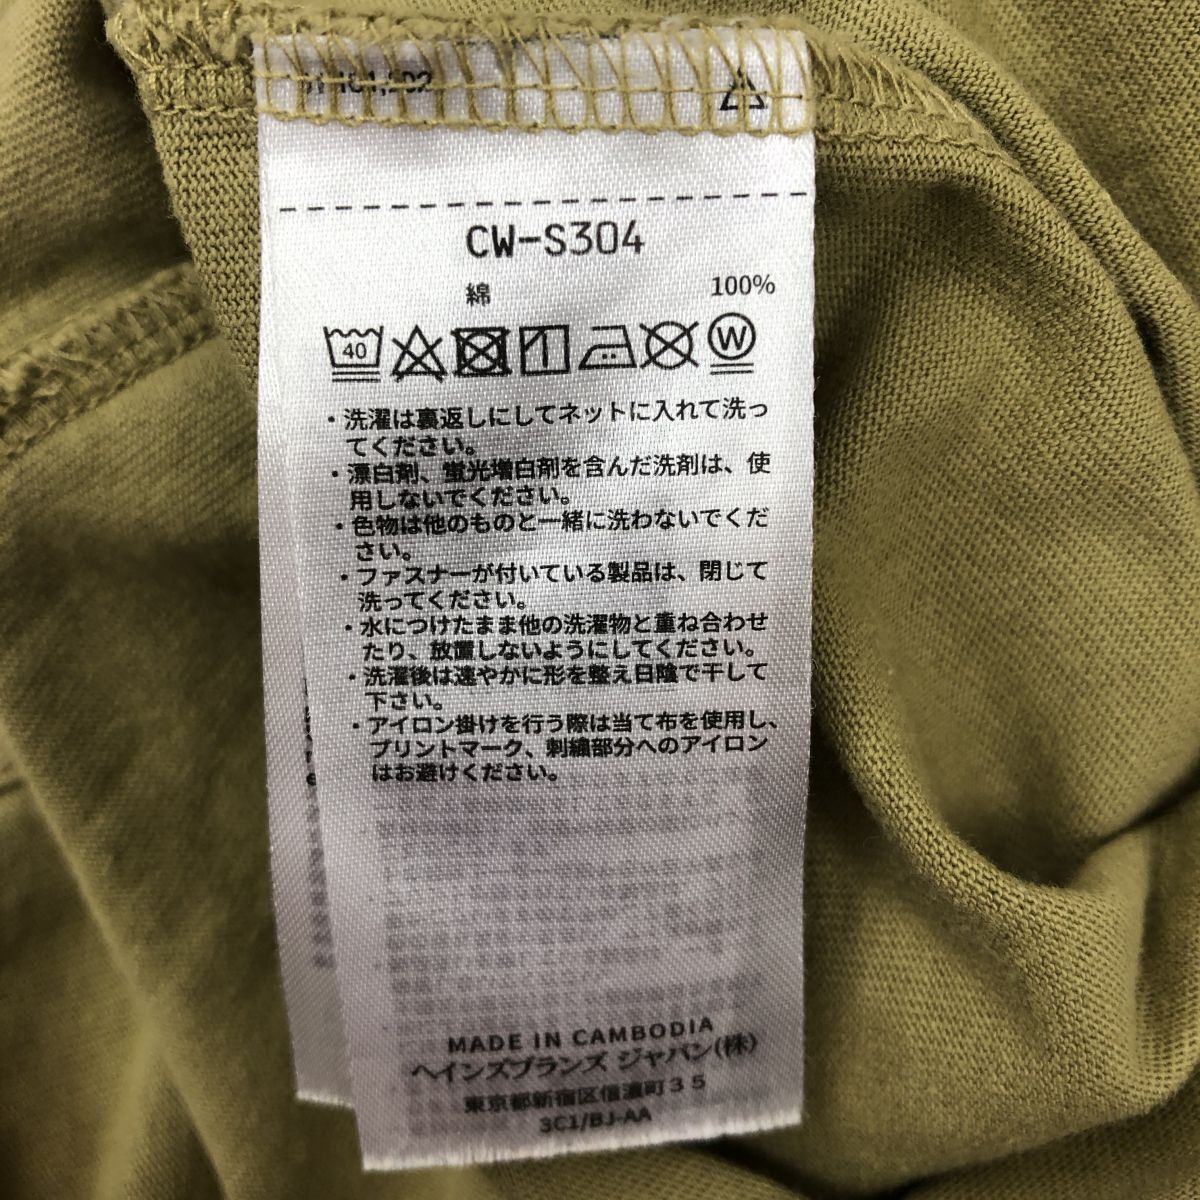 CW-S304
綿 100%
40
W
・洗濯は裏返しにしてネットに入れて洗っ
てください。
・漂白剤、蛍光増白剤を含んだ洗剤は、使
用しないでください。
・色物は他のものと一緒に洗わないでくだ
さい。
・ファスナーが付いている製品は、閉じて
洗ってください。
・水につけたまま他の洗濯物と重ね合わせ
たり、放置しないようにしてください。
・洗濯後は速やかに形を整え日陰で干して
下さい。
・アイロン掛けを行う際は当て布を使用し、
プリントマーク、刺繍部分へのアイロン
はお避けください。
MADE IN CAMBODIA
ヘインズブランズ ジャパン(株)
東京都新宿区信濃町35
3C1/BJ-AA